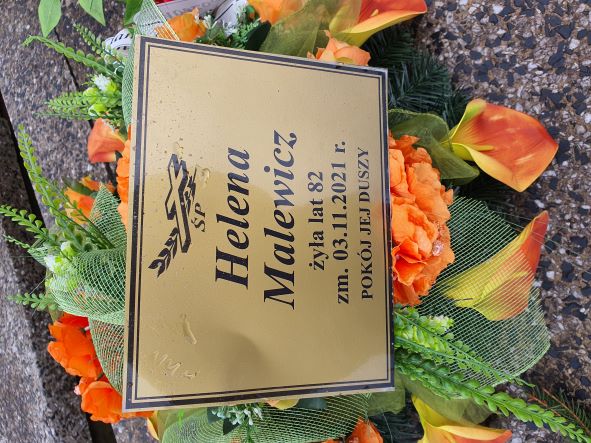 ŚP
Helena
Malewicz
żyła lat 82
zm. 03.11.2021 r.
POKÓJ JEJ DUSZY